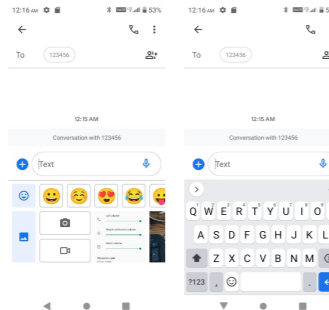 12:16 AM
53%
To
123456
12:15 AM
Conversation with 123456
Text
12:16 AM
To
123456
12:15 AM
Conversation with 123456
Text
Q W E R T Y U I O
A S D F G H J K L
Z X C V B N M
?123 , .